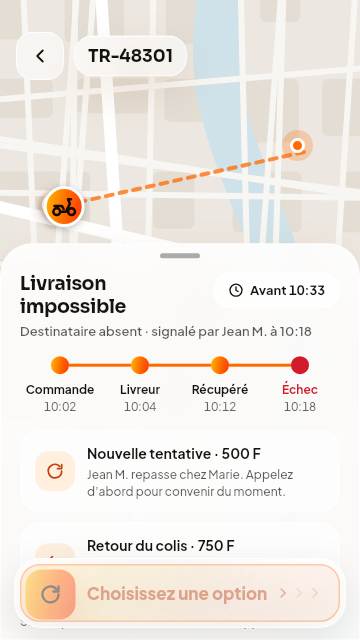 TR-48301
Livraison
impossible
Avant 10:33
Destinataire absent · signalé par Jean M. à 10:18
Commande Livreur Récupéré Échec
10:02 10:04 10:12 10:18
Nouvelle tentative · 500 F
Jean M. repasse chez Marie. Appelez
d'abord pour convenir du moment.
Retour du colis · 750 F
Choisissez une option